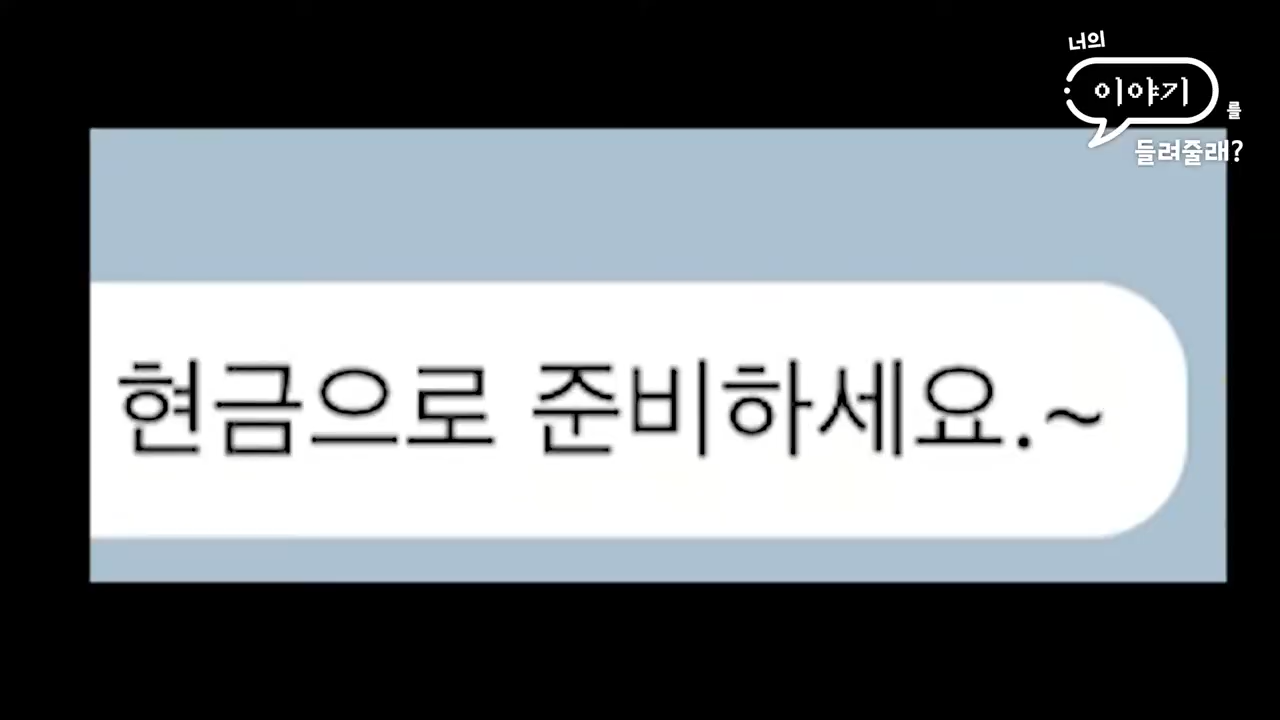 너의
이야기
를
들려줄래?
현금으로 준비하세요.~